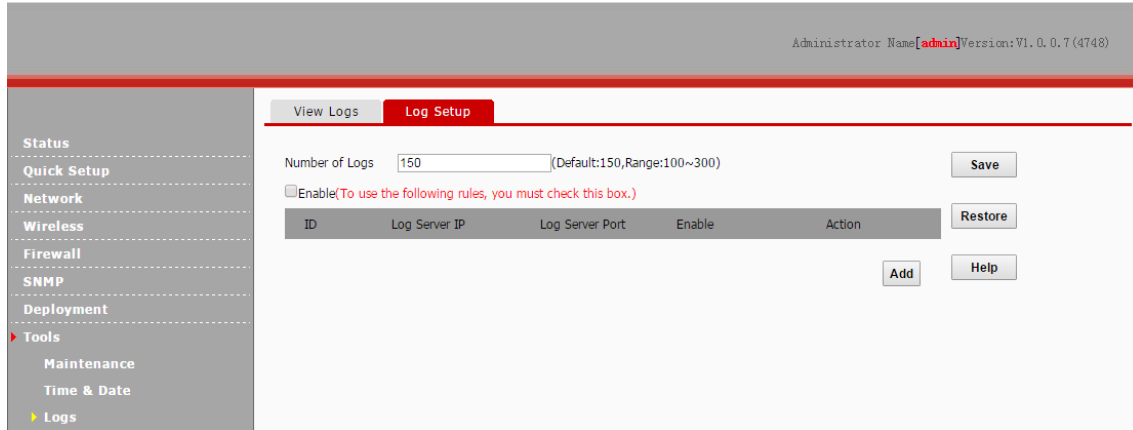 Administrator Name[admin]Version:V1.0.0.7(4748)
View Logs Log Setup
Status
Quick Setup
Network
Wireless
Firewall
SNMP
Deployment
Tools
Maintenance
Time & Date
Logs
Number of Logs 150 (Default:150,Range:100~300)
Enable(To use the following rules, you must check this box.)
ID Log Server IP Log Server Port Enable Action
Add
Save
Restore
Help